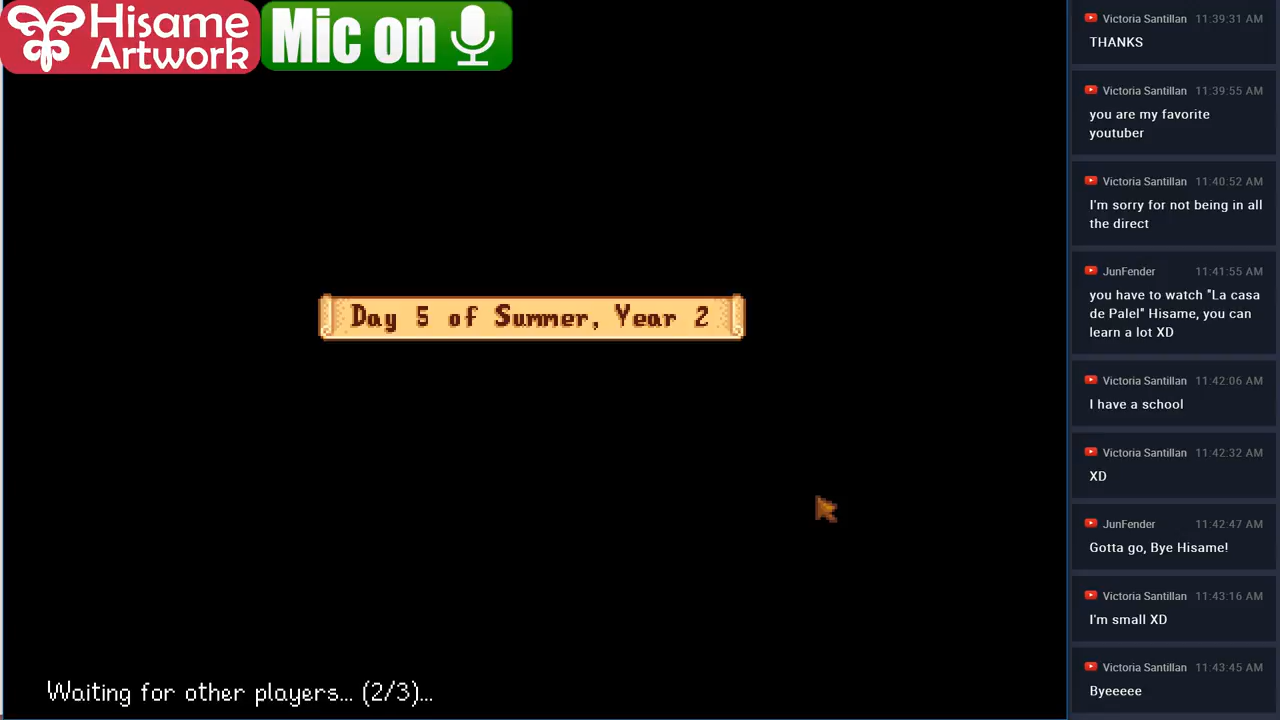 Hisame
Artwork
Mic on
Day 5 of Summer, Year 2
Waiting for other players... (2/3)...
Victoria Santillan 11:39:31 AM
THANKS
Victoria Santillan 11:39:55 AM
you are my favorite
youtuber
Victoria Santillan 11:40:52 AM
I'm sorry for not being in all
the direct
JunFender 11:41:55 AM
you have to watch "La casa
de Palel" Hisame, you can
learn a lot XD
Victoria Santillan 11:42:06 AM
I have a school
Victoria Santillan 11:42:32 AM
XD
JunFender 11:42:47 AM
Gotta go, Bye Hisame!
Victoria Santillan 11:43:16 AM
I'm small XD
Victoria Santillan 11:43:45 AM
Byeeeee